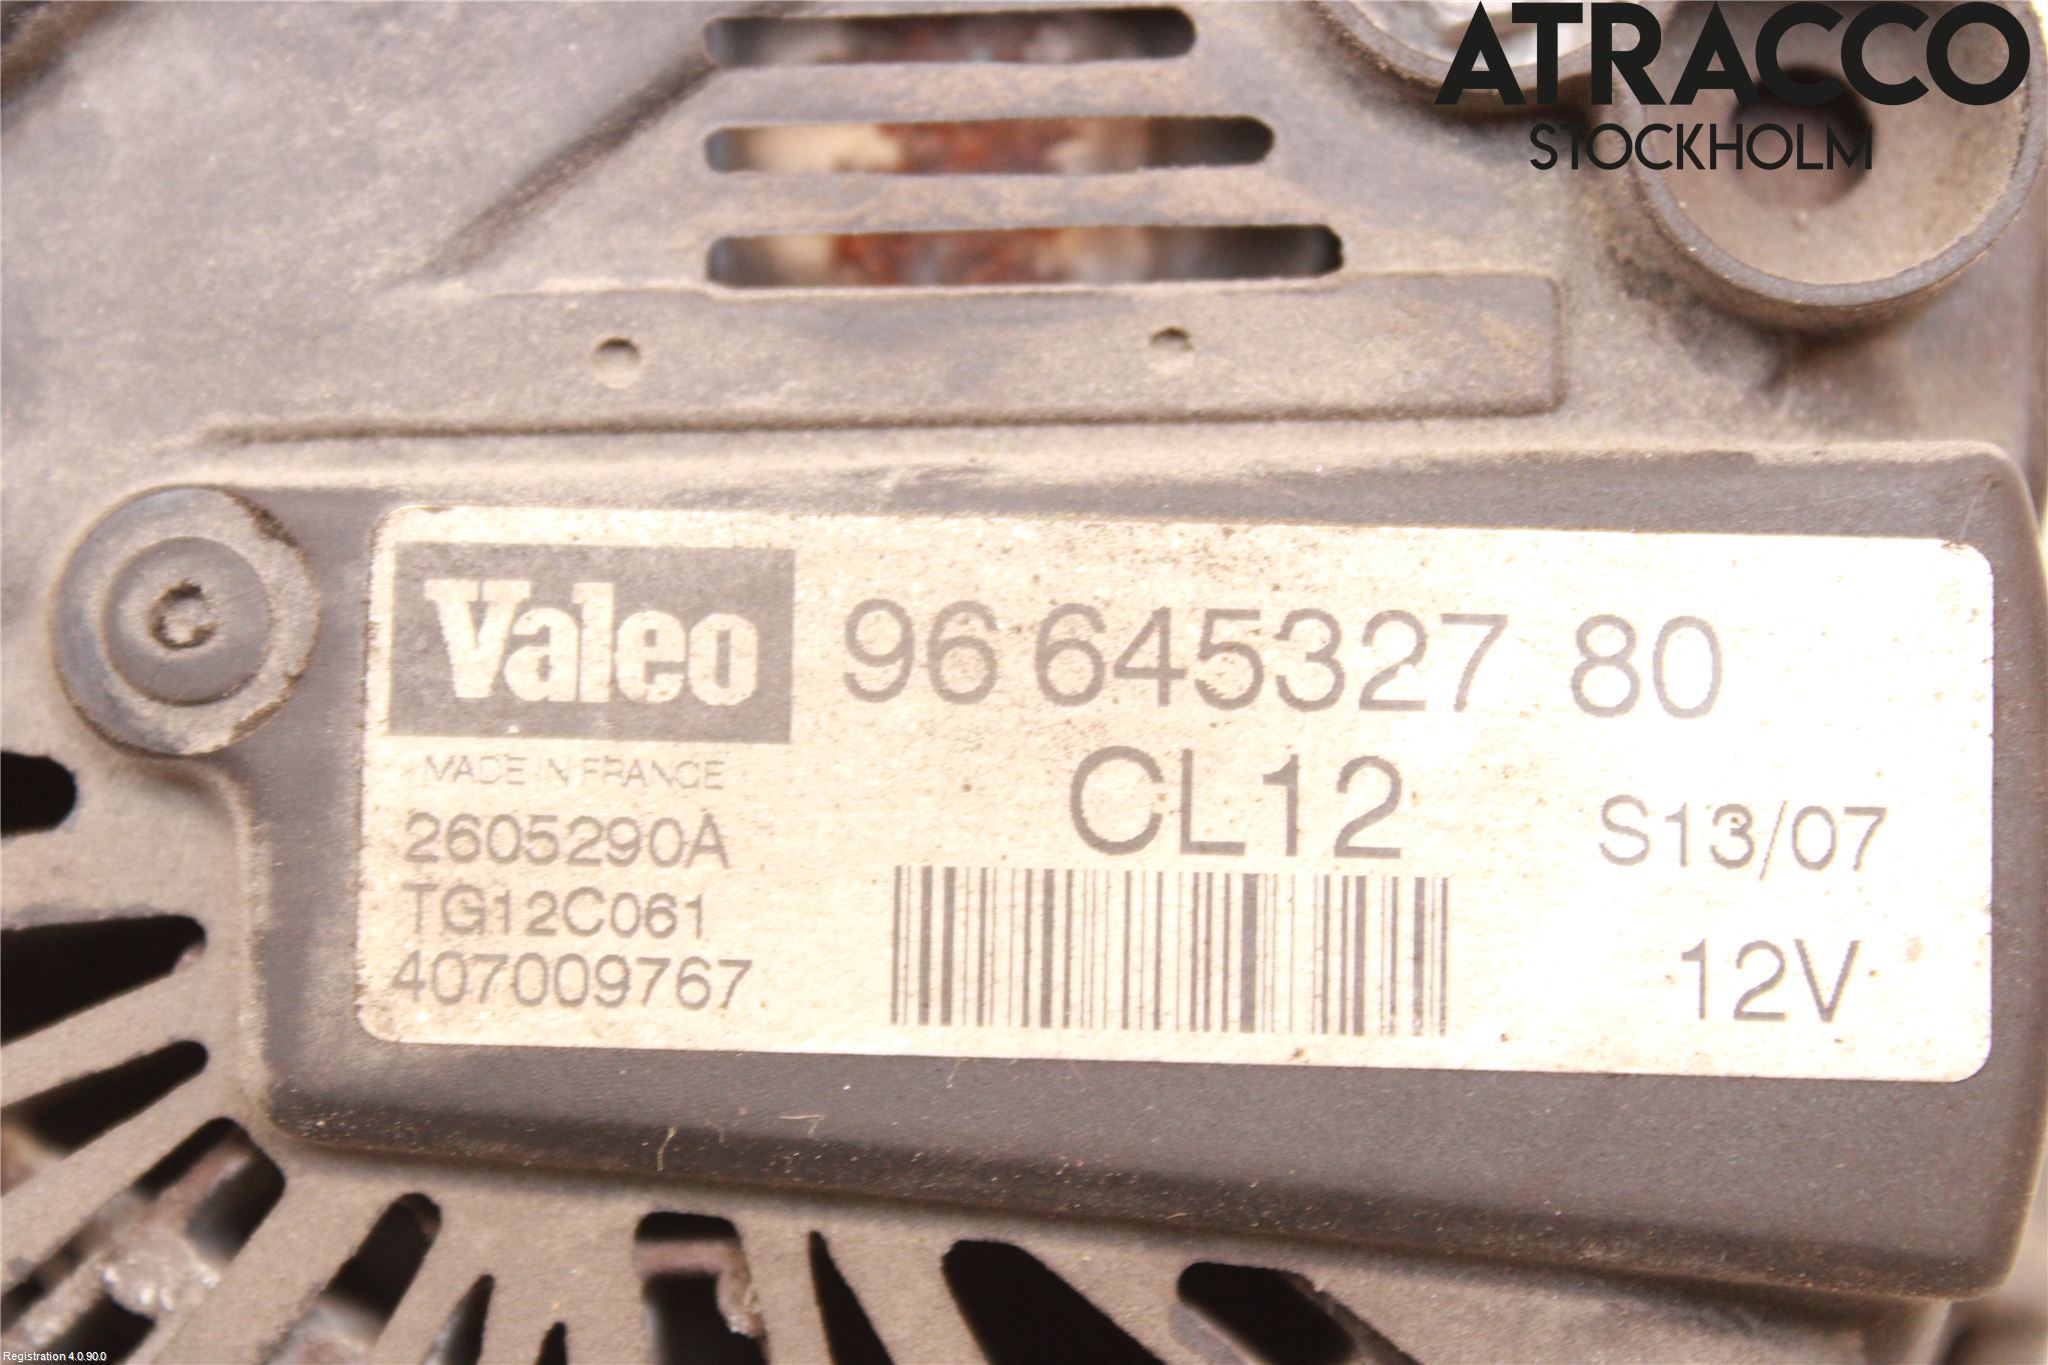 ATRACCO
STOCKHOLM
Valeo
96 645327 80
MADE IN FRANCE
CL12
S13/07
2605290A
TG12C061
407009767
12V
Registration 4.0.90.0